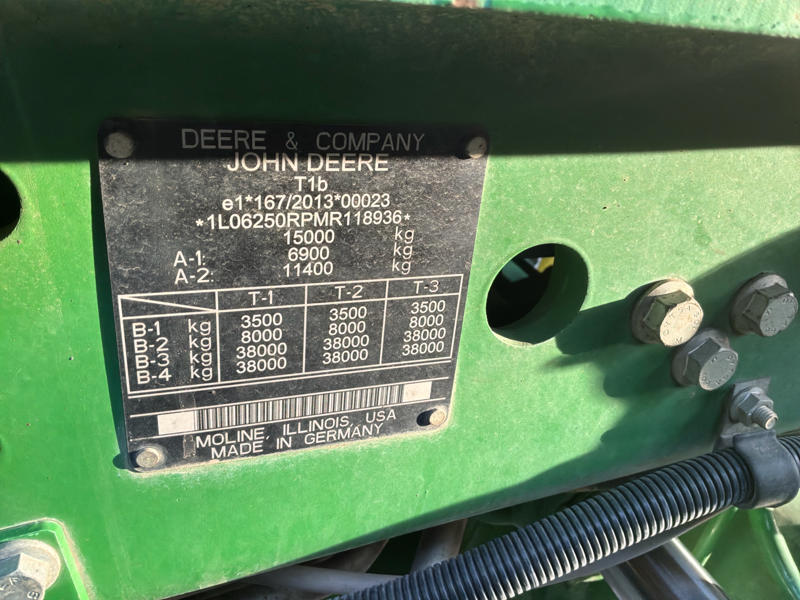 DEERE & COMPANY
JOHN DEERE
T1b
e1*167/2013*00023
*1L06250RPMR118936*
15000 kg
A-1: 6900 kg
A-2: 11400 kg
T-1 T-2 T-3
B-1 kg 3500 3500 3500
B-2 kg 8000 8000 8000
B-3 kg 38000 38000 38000
B-4 kg 38000 38000 38000
MOLINE, ILLINOIS, USA
MADE IN GERMANY